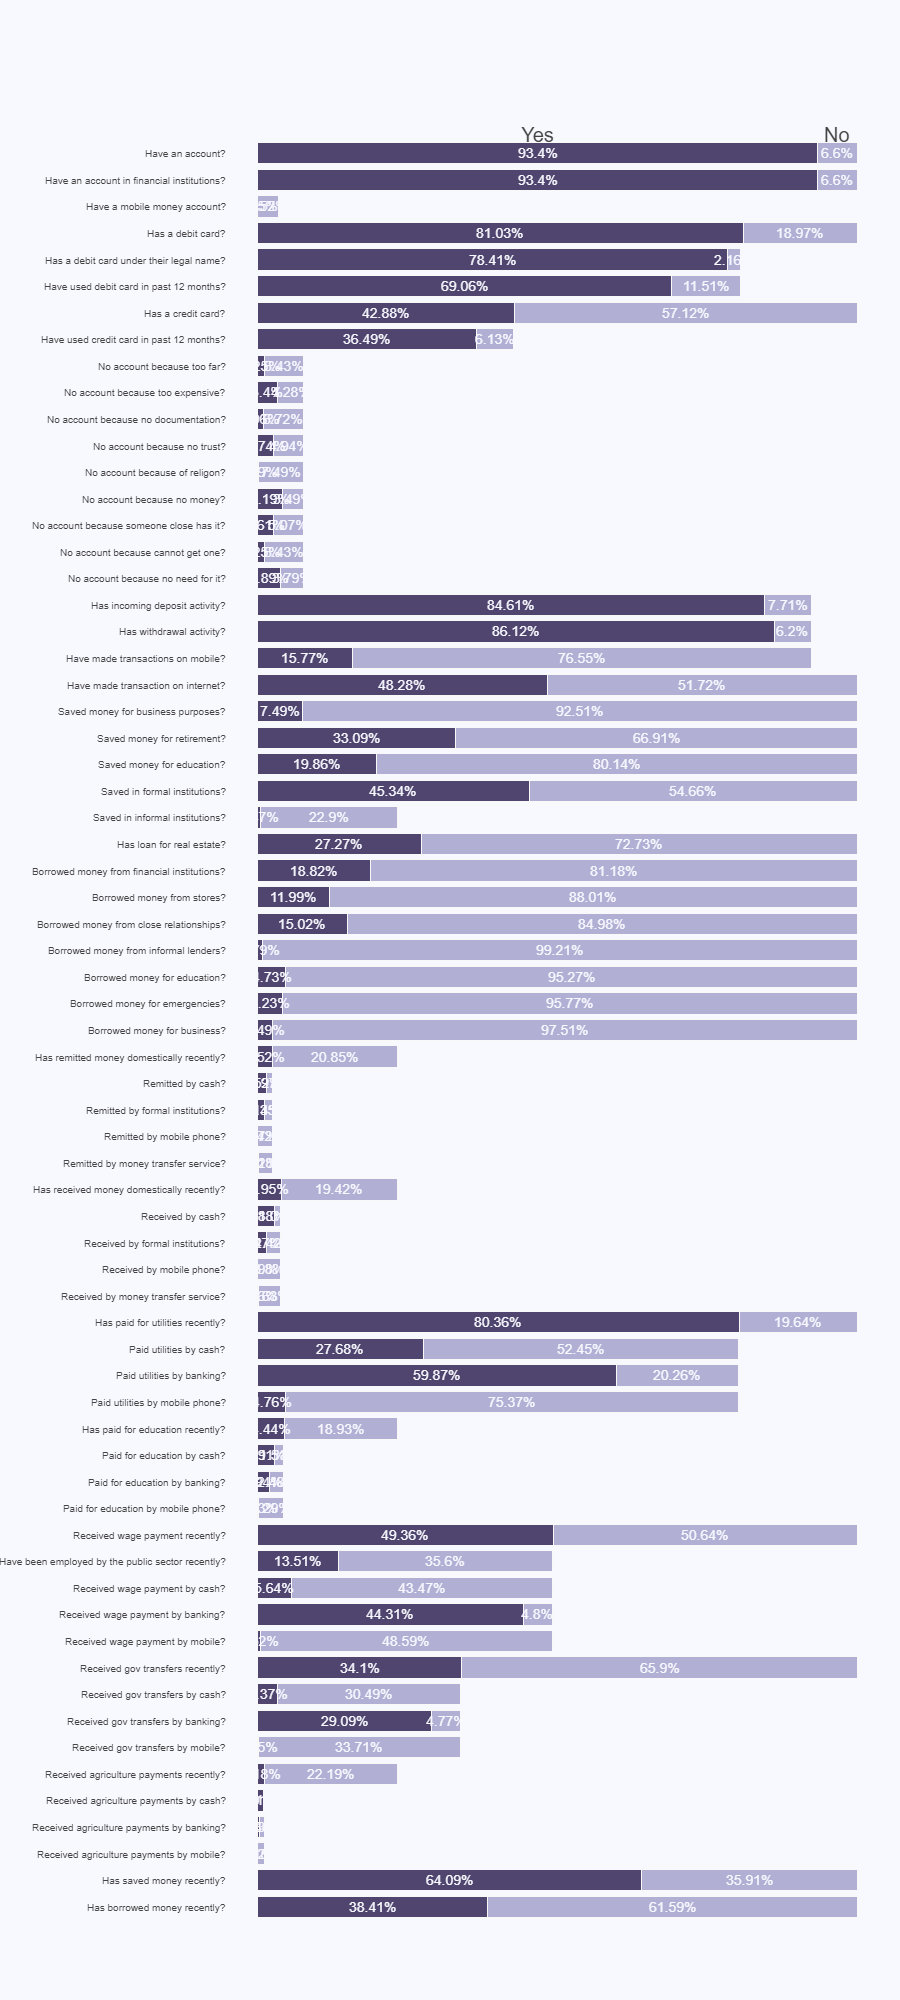 Yes No
Have an account? 93.4% 6.6%
Have an account in financial institutions? 93.4% 6.6%
Have a mobile money account?
Has a debit card? 81.03% 18.97%
Has a debit card under their legal name? 78.41%
Have used debit card in past 12 months? 69.06% 11.51%
Has a credit card? 42.88% 57.12%
Have used credit card in past 12 months? 36.49% 6.13%
No account because too far?
No account because too expensive?
No account because no documentation?
No account because no trust?
No account because of religon?
No account because no money?
No account because someone close has it?
No account because cannot get one?
No account because no need for it?
Has incoming deposit activity? 84.61% 7.71%
Has withdrawal activity? 86.12% 6.2%
Have made transactions on mobile? 15.77% 76.55%
Have made transaction on internet? 48.28% 51.72%
Saved money for business purposes? 7.49% 92.51%
Saved money for retirement? 33.09% 66.91%
Saved money for education? 19.86% 80.14%
Saved in formal institutions? 45.34% 54.66%
Saved in informal institutions? 22.9%
Has loan for real estate? 27.27% 72.73%
Borrowed money from financial institutions? 18.82% 81.18%
Borrowed money from stores? 11.99% 88.01%
Borrowed money from close relationships? 15.02% 84.98%
Borrowed money from informal lenders? 99.21%
Borrowed money for education? 95.27%
Borrowed money for emergencies? 95.77%
Borrowed money for business? 97.51%
Has remitted money domestically recently? 20.85%
Remitted by cash?
Remitted by formal institutions?
Remitted by mobile phone?
Remitted by money transfer service?
Has received money domestically recently? 19.42%
Received by cash?
Received by formal institutions?
Received by mobile phone?
Received by money transfer service?
Has paid for utilities recently? 80.36% 19.64%
Paid utilities by cash? 27.68% 52.45%
Paid utilities by banking? 59.87% 20.26%
Paid utilities by mobile phone? 75.37%
Has paid for education recently? 18.93%
Paid for education by cash?
Paid for education by banking?
Paid for education by mobile phone?
Received wage payment recently? 49.36% 50.64%
Have been employed by the public sector recently? 13.51% 35.6%
Received wage payment by cash? 5.64% 43.47%
Received wage payment by banking? 44.31% 4.8%
Received wage payment by mobile? 48.59%
Received gov transfers recently? 34.1% 65.9%
Received gov transfers by cash? 30.49%
Received gov transfers by banking? 29.09% 4.77%
Received gov transfers by mobile? 33.71%
Received agriculture payments recently? 22.19%
Received agriculture payments by cash?
Received agriculture payments by banking?
Received agriculture payments by mobile?
Has saved money recently? 64.09% 35.91%
Has borrowed money recently? 38.41% 61.59%